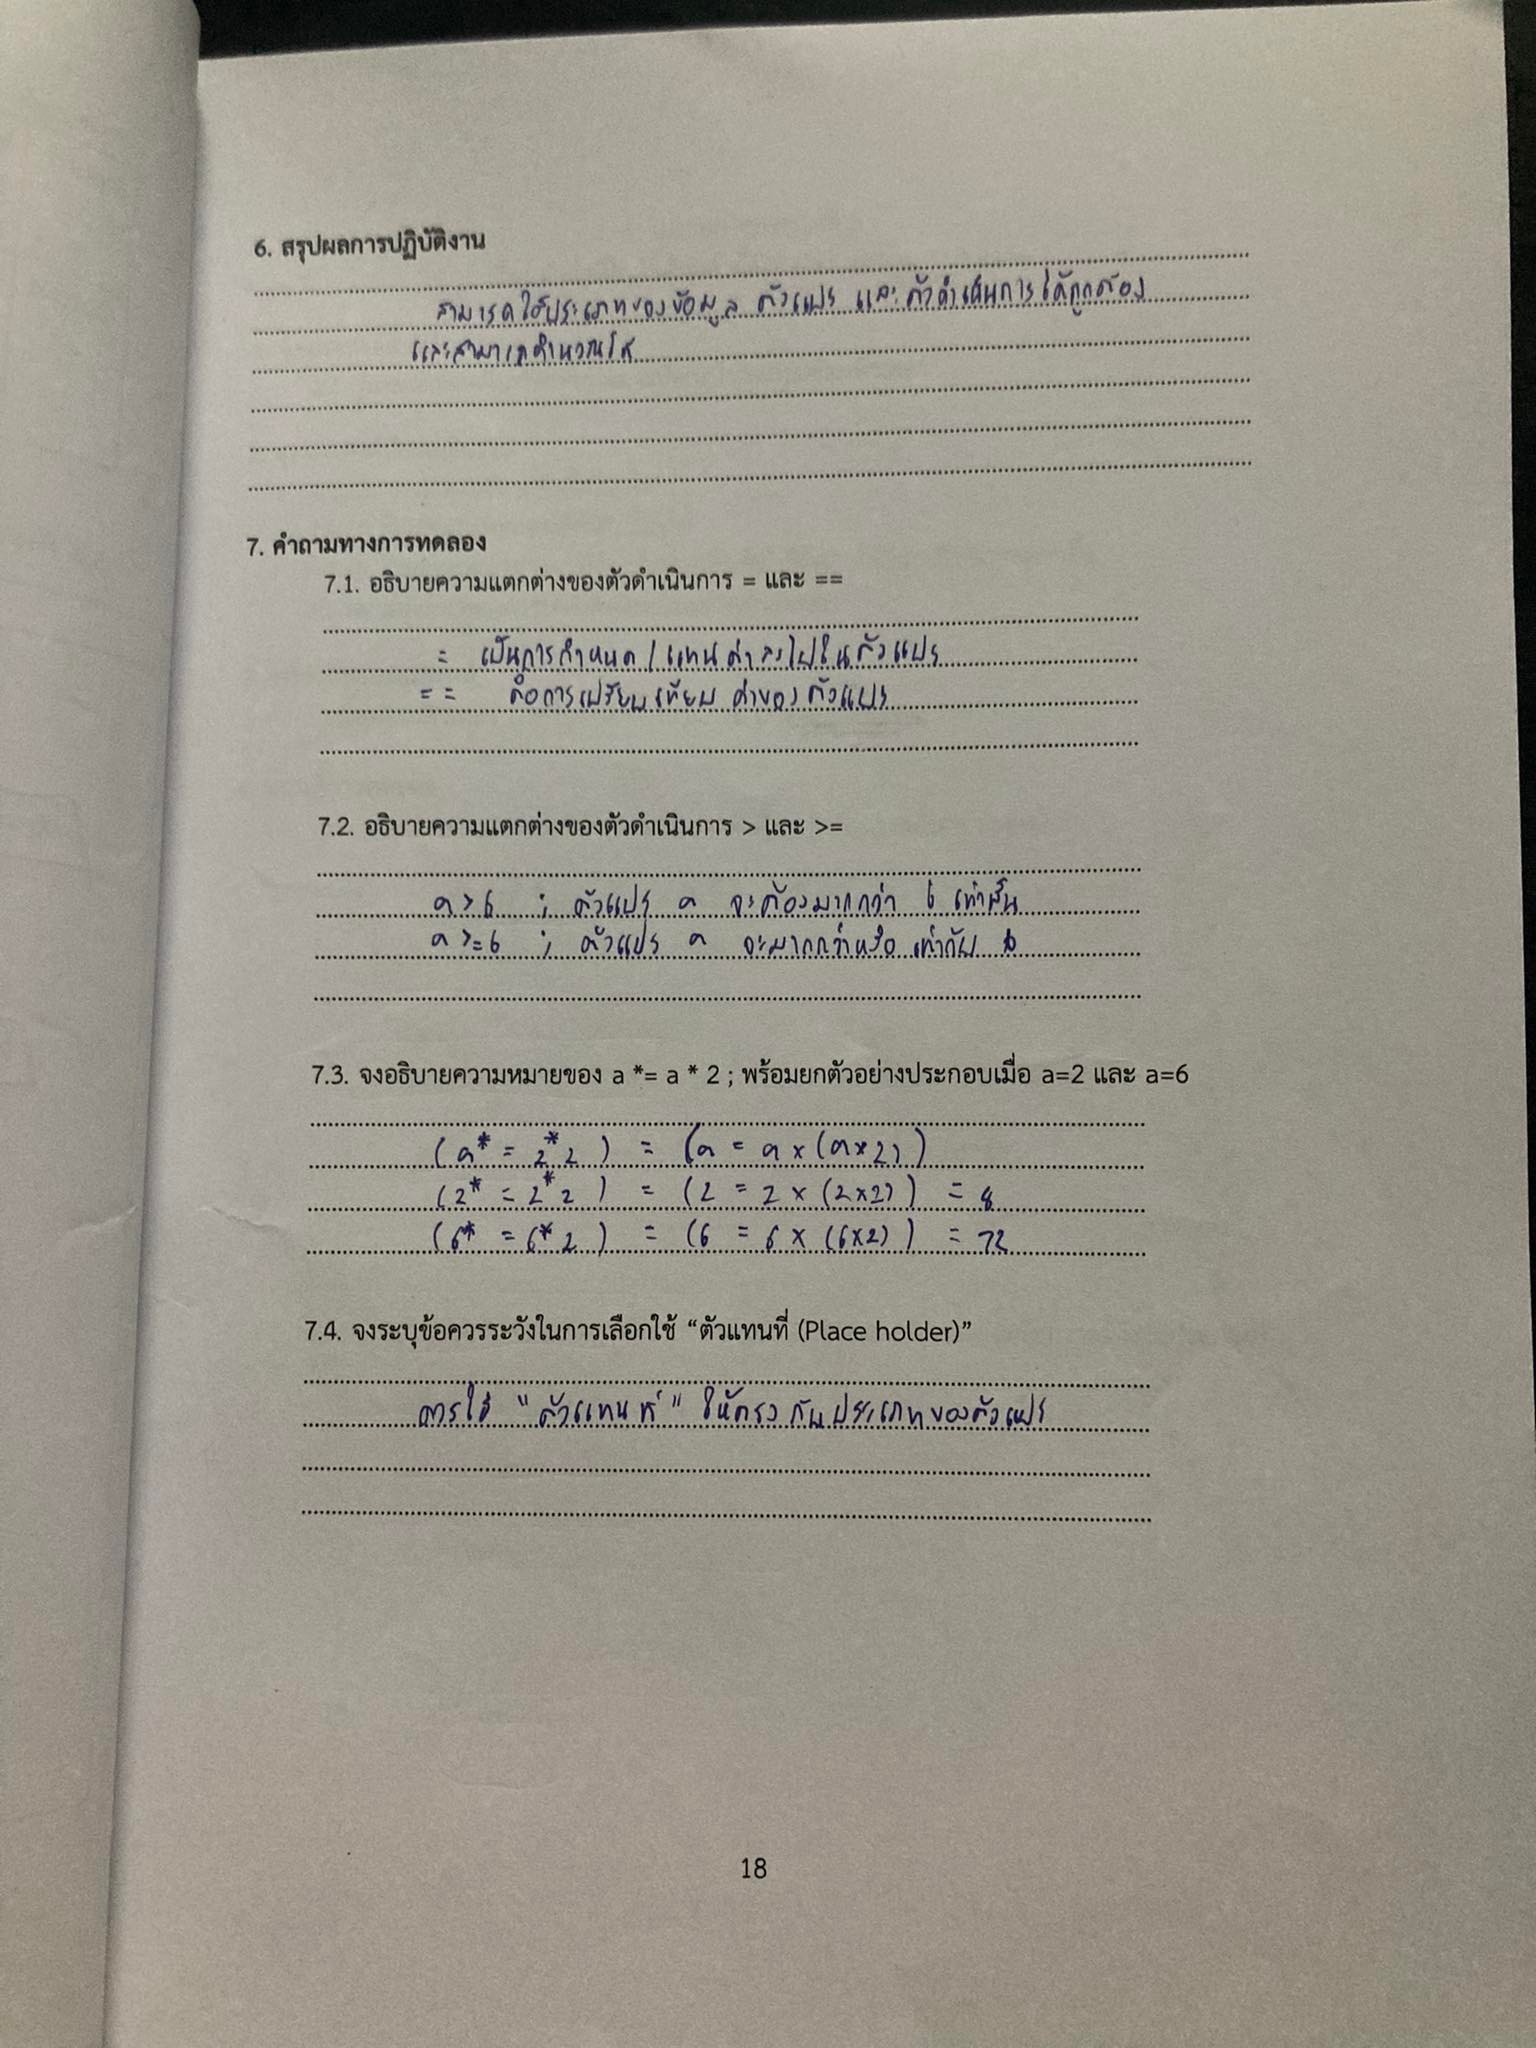 6. สรุปผลการปฏิบัติงาน
สามารถใช้ประเภทของข้อมูล ตัวแปร และตัวดำเนินการได้ถูกต้อง
และสามารถคำนวณได้
7. คำถามทางการทดลอง
7.1. อธิบายความแตกต่างของตัวดำเนินการ = และ ==
= เป็นการกำหนด / แทนค่าลงไปในตัวแปร
== คือการเปรียบเทียบ ค่าของตัวแปร
7.2. อธิบายความแตกต่างของตัวดำเนินการ > และ >=
a > 6 ; ตัวแปร a จะต้องมากกว่า 6 เท่านั้น
a >= 6 ; ตัวแปร a จะมากกว่าหรือ เท่ากับ 6
7.3. จงอธิบายความหมายของ a *= a * 2 ; พร้อมยกตัวอย่างประกอบเมื่อ a=2 และ a=6
(a* = 2*2) = (a = a × (a×2))
(2* = 2*2) = (2 = 2 × (2×2)) = 8
(6* = 6*2) = (6 = 6 × (6×2)) = 72
7.4. จงระบุข้อควรระวังในการเลือกใช้ “ตัวแทนที่ (Place holder)”
การใช้ "ตัวแทนที่" ให้ตรงกับประเภทของตัวแปร
18